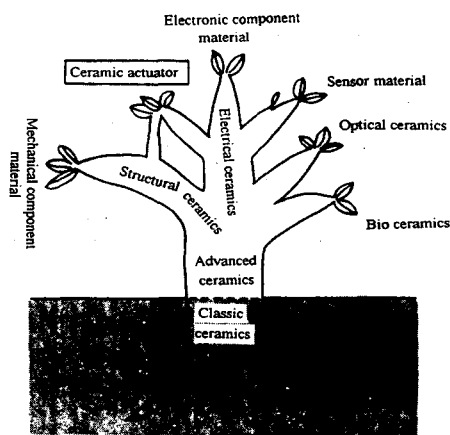 Electronic component
material
Ceramic actuator
Sensor material
Optical ceramics
Mechanical component
material
Structural ceramics
Electrical ceramics
Bio ceramics
Advanced
ceramics
Classic
ceramics